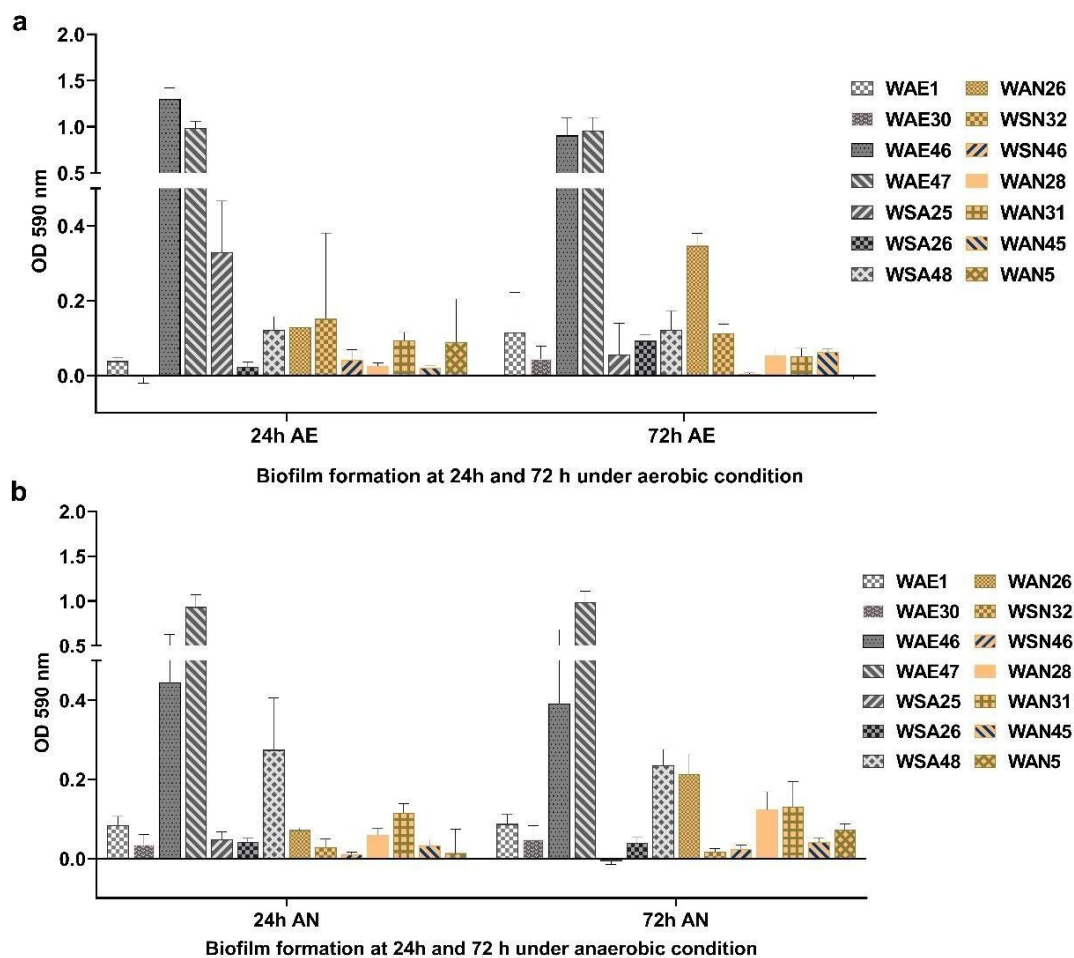 a
2.0
1.5
1.0
0.5
0.4
0.2
0.0
OD 590 nm
24h AE
72h AE
Biofilm formation at 24h and 72 h under aerobic condition
WAE1 WAN26
WAE30 WSN32
WAE46 WSN46
WAE47 WAN28
WSA25 WAN31
WSA26 WAN45
WSA48 WAN5
b
2.0
1.5
1.0
0.5
0.4
0.2
0.0
OD 590 nm
24h AN
72h AN
Biofilm formation at 24h and 72 h under anaerobic condition
WAE1 WAN26
WAE30 WSN32
WAE46 WSN46
WAE47 WAN28
WSA25 WAN31
WSA26 WAN45
WSA48 WAN5